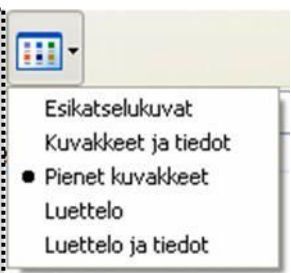 Esikatselukuvat
Kuvakkeet ja tiedot
Pienet kuvakkeet
Luettelo
Luettelo ja tiedot